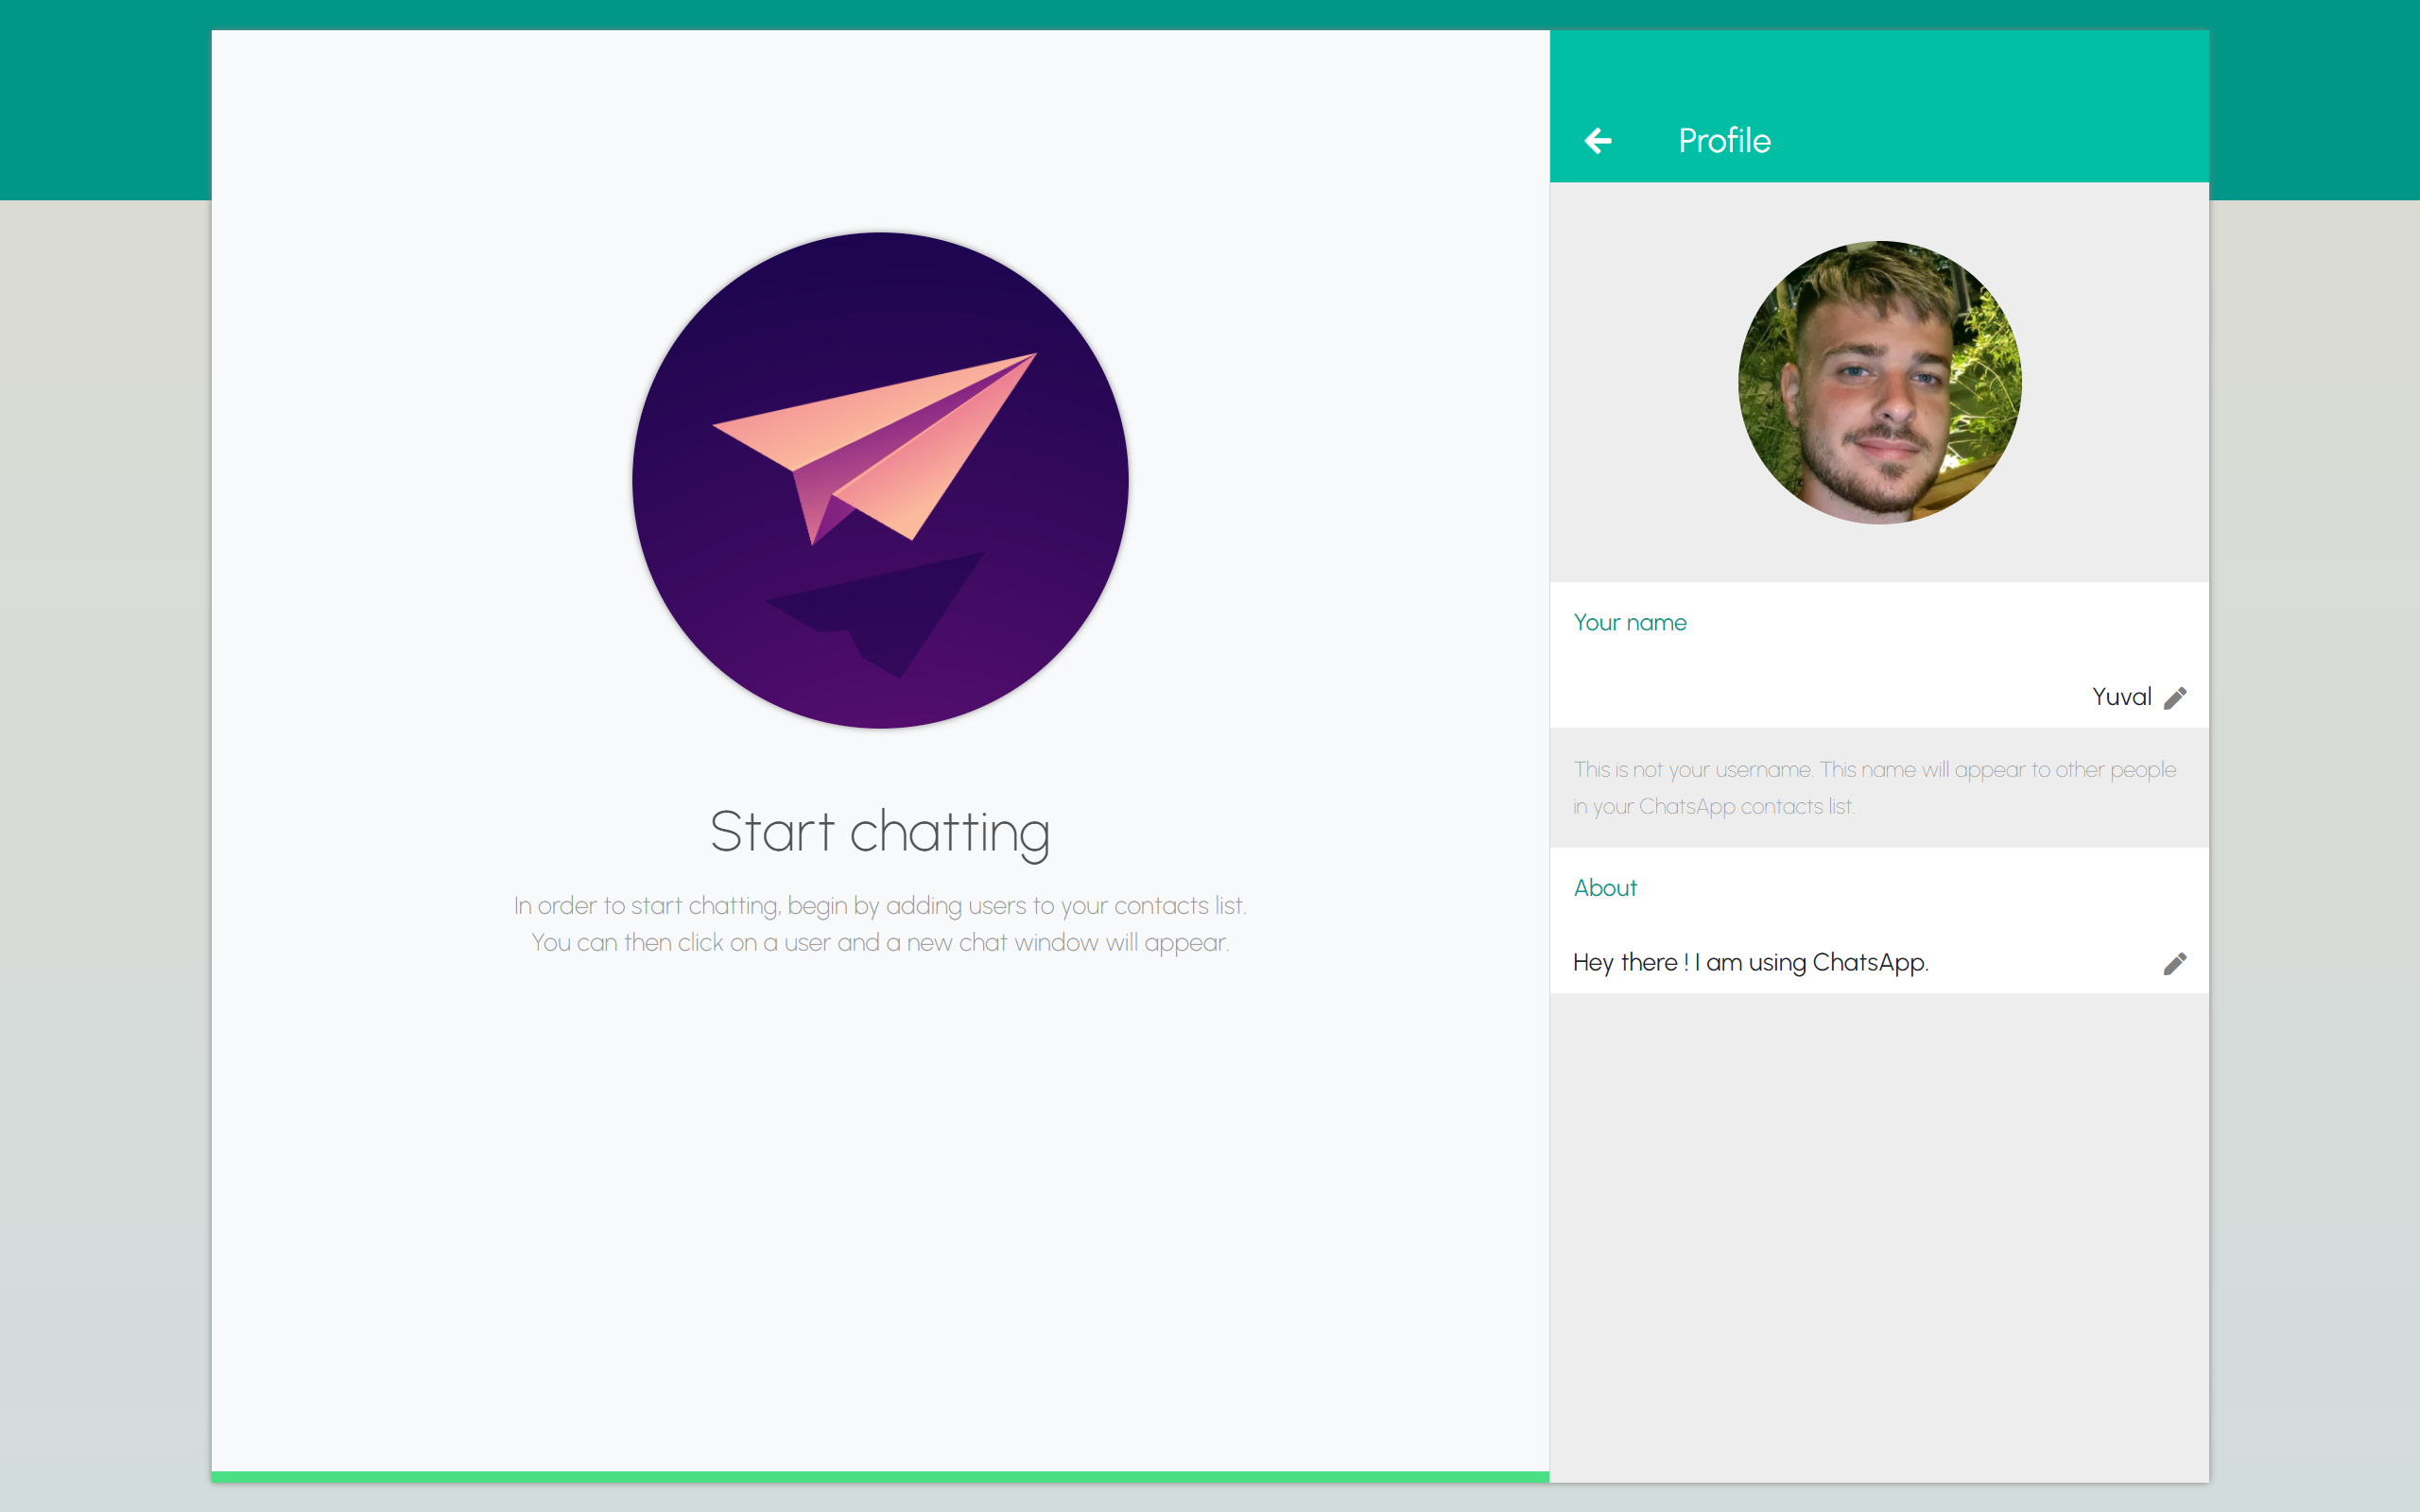 Profile
Start chatting
In order to start chatting, begin by adding users to your contacts list.
You can then click on a user and a new chat window will appear.
Your name
Yuval
This is not your username. This name will appear to other people
in your ChatsApp contacts list.
About
Hey there ! I am using ChatsApp.